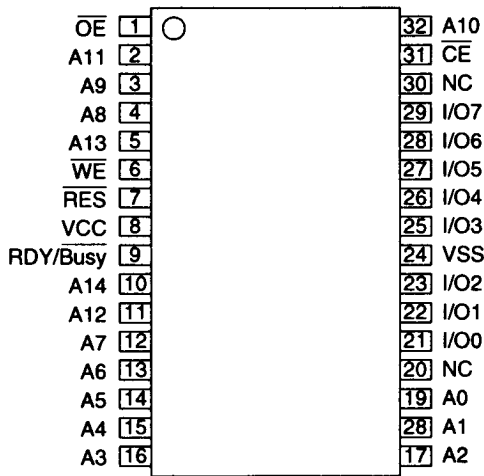 OE 1 32 A10
A11 2 31 CE
A9 3 30 NC
A8 4 29 I/O7
A13 5 28 I/O6
WE 6 27 I/O5
RES 7 26 I/O4
VCC 8 25 I/O3
RDY/Busy 9 24 VSS
A14 10 23 I/O2
A12 11 22 I/O1
A7 12 21 I/O0
A6 13 20 NC
A5 14 19 A0
A4 15 28 A1
A3 16 17 A2